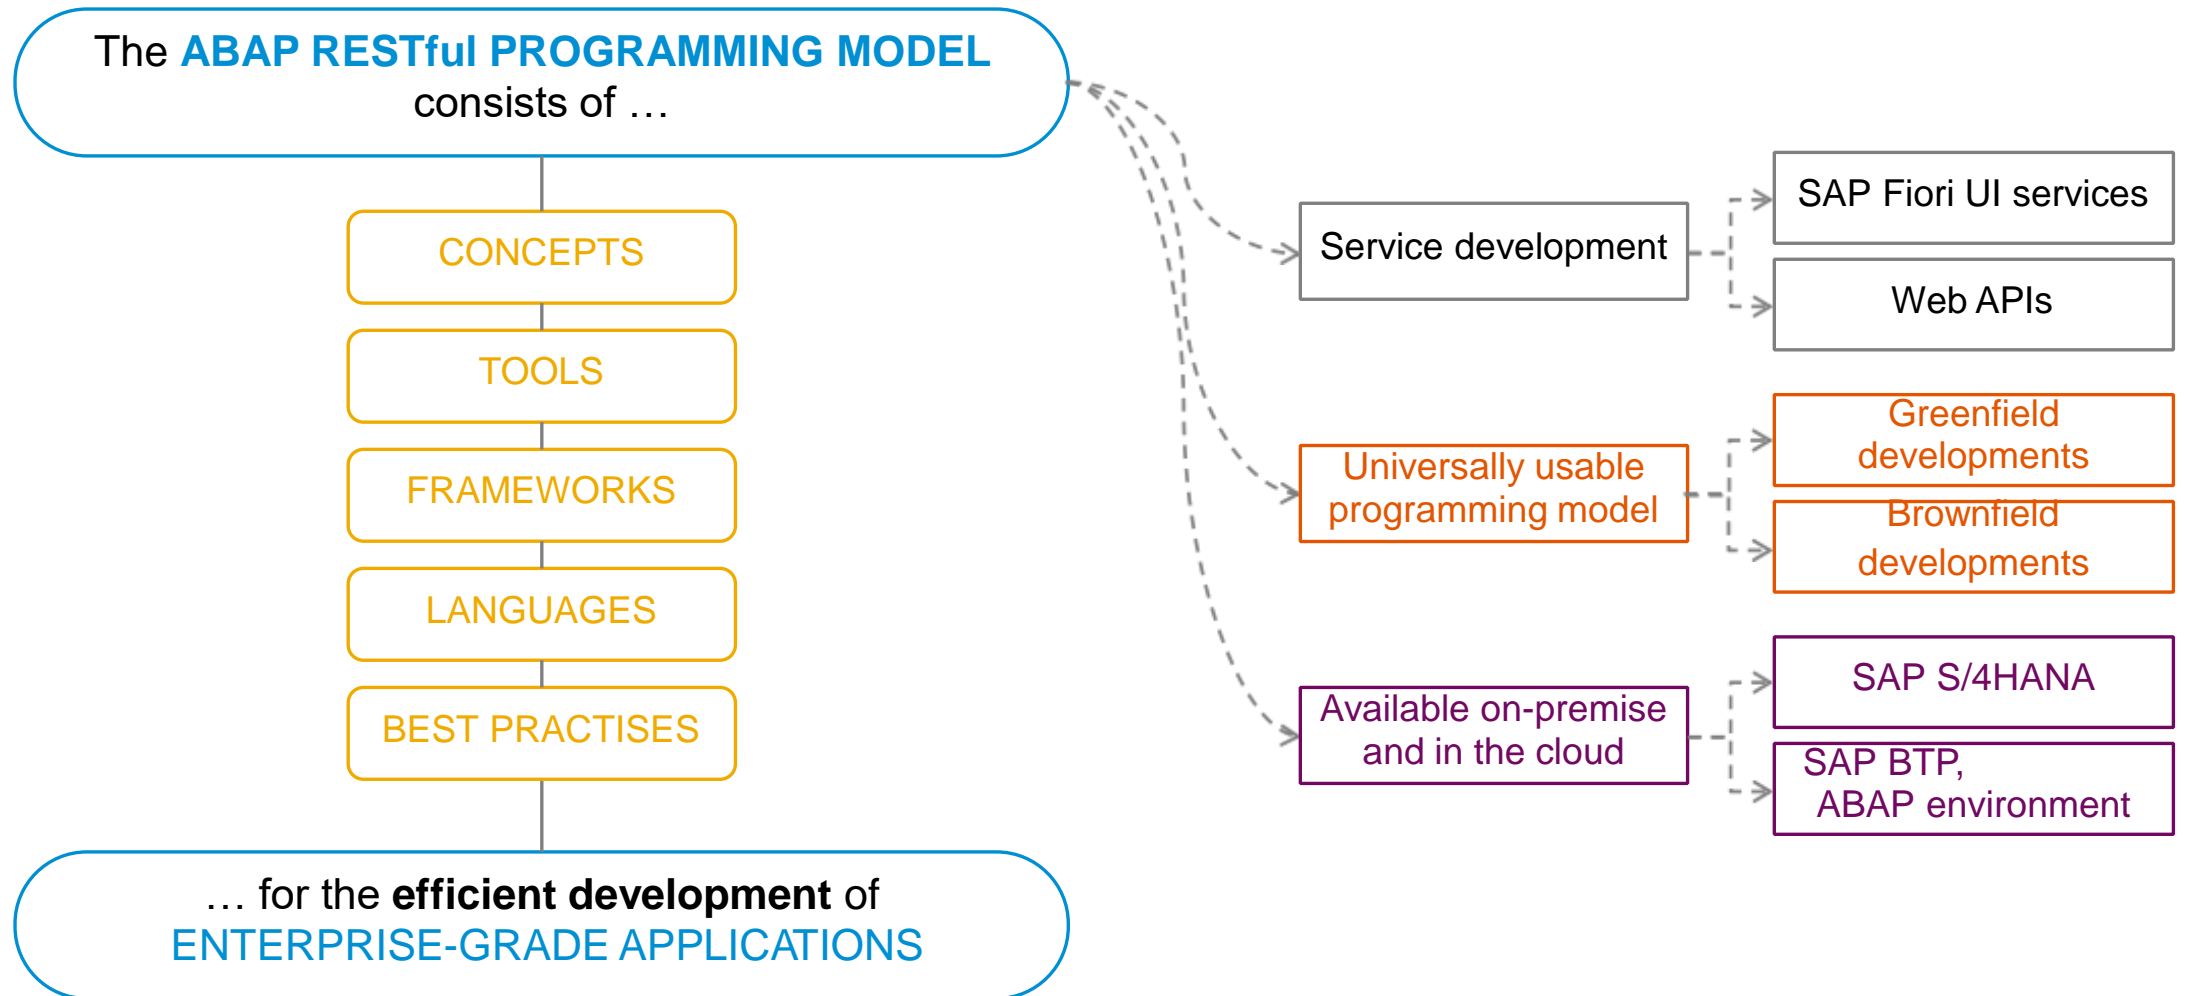 The ABAP RESTful PROGRAMMING MODEL
consists of …
CONCEPTS
TOOLS
FRAMEWORKS
LANGUAGES
BEST PRACTISES
… for the efficient development of
ENTERPRISE-GRADE APPLICATIONS
Service development
SAP Fiori UI services
Web APIs
Universally usable
programming model
Greenfield
developments
Brownfield
developments
Available on-premise
and in the cloud
SAP S/4HANA
SAP BTP,
ABAP environment